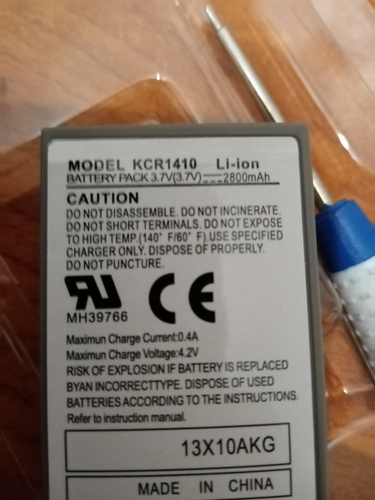 MODEL KCR1410 Li-ion
BATTERY PACK 3.7V(3.7V) 2800mAh
CAUTION
DO NOT DISASSEMBLE. DO NOT INCINERATE.
DO NOT SHORT TERMINALS. DO NOT EXPOSE
TO HIGH TEMP.(140° F/60° F).USE SPECIFIED
CHARGER ONLY. DISPOSE OF PROPERLY.
DO NOT PUNCTURE.
RU CE
MH39766
Maximun Charge Current:0.4A
Maximun Charge Voltage:4.2V
RISK OF EXPLOSION IF BATTERY IS REPLACED
BYAN INCORRECTTYPE. DISPOSE OF USED
BATTERIES ACCORDING TO THE INSTRUCTIONS.
Refer to instruction manual.
13X10AKG
MADE IN CHINA